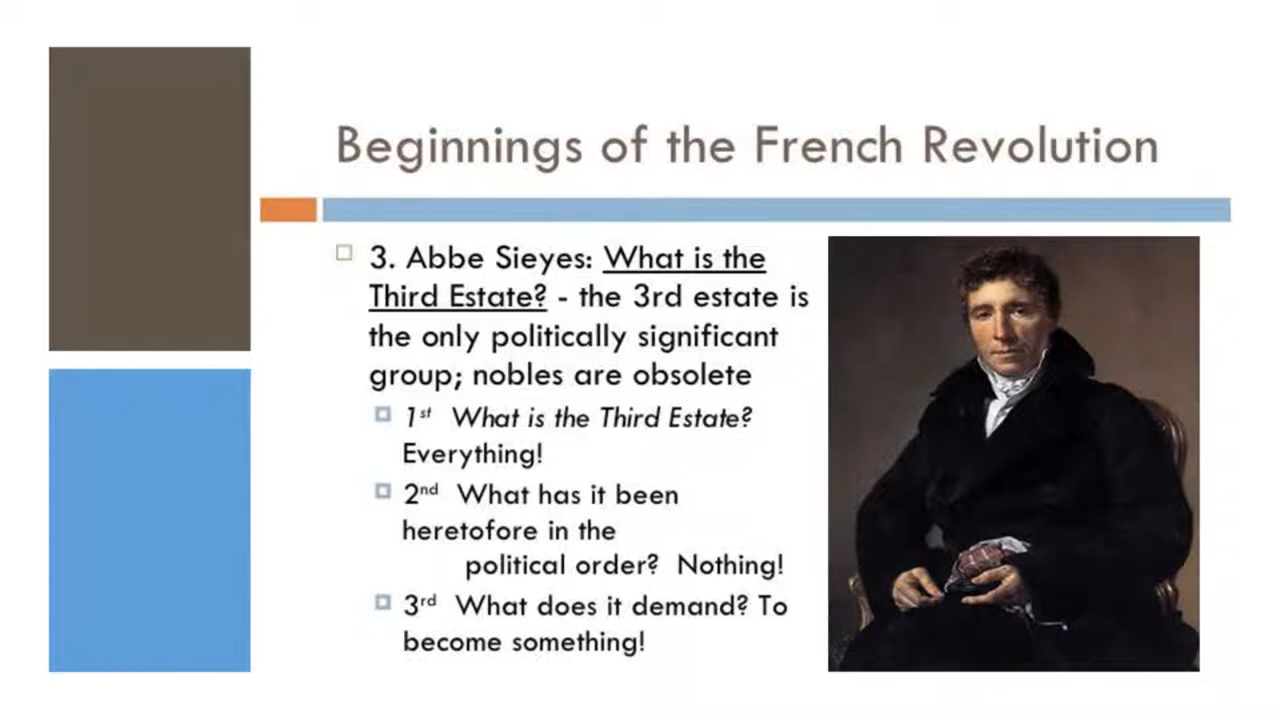 Beginnings of the French Revolution
3. Abbe Sieyes: What is the
Third Estate? - the 3rd estate is
the only politically significant
group; nobles are obsolete
1st What is the Third Estate?
Everything!
2nd What has it been
heretofore in the
political order? Nothing!
3rd What does it demand? To
become something!